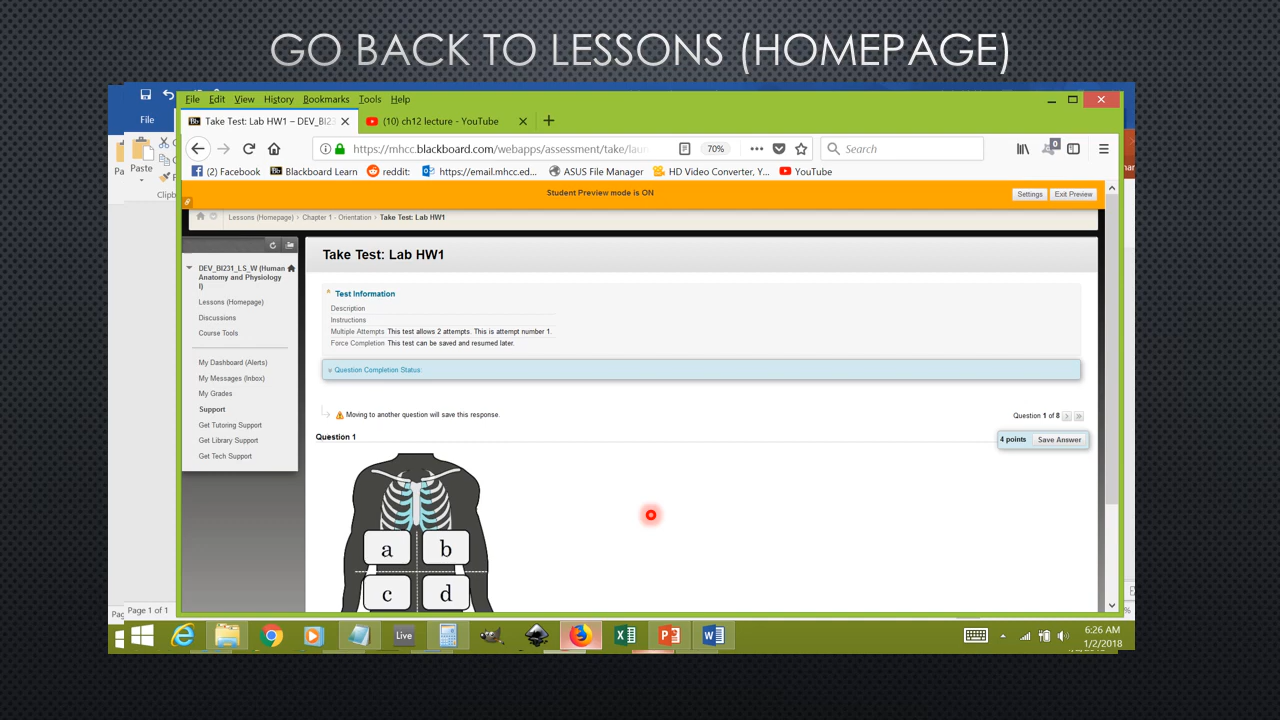 GO BACK TO LESSONS (HOMEPAGE)
File Edit View History Bookmarks Tools Help
File
Take Test: Lab HW1 – DEV_BI23
(10) ch12 lecture - YouTube
https://mhcc.blackboard.com/webapps/assessment/take/laun
70%
Search
0
Paste
(2) Facebook
Blackboard Learn
reddit:
https://email.mhcc.ed...
ASUS File Manager
HD Video Converter, Y...
YouTube
Clipb
Student Preview mode is ON
Settings
Exit Preview
Lessons (Homepage) > Chapter 1 - Orientation > Take Test: Lab HW1
Take Test: Lab HW1
DEV_BI231_LS_W (Human
Anatomy and Physiology
I)
Lessons (Homepage)
Discussions
Course Tools
My Dashboard (Alerts)
My Messages (Inbox)
My Grades
Support
Get Tutoring Support
Get Library Support
Get Tech Support
Test Information
Description
Instructions
Multiple Attempts This test allows 2 attempts. This is attempt number 1.
Force Completion This test can be saved and resumed later.
Question Completion Status:
Moving to another question will save this response.
Question 1 of 8
Question 1
4 points
Save Answer
a b
c d
Page 1 of 1
Live
6:26 AM
1/2/2018